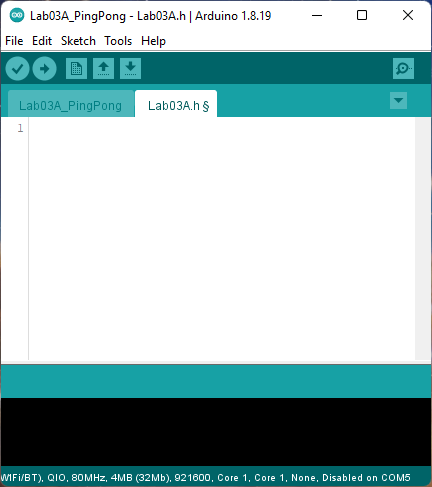 Lab03A_PingPong - Lab03A.h | Arduino 1.8.19
File Edit Sketch Tools Help
Lab03A_PingPong Lab03A.h §
1
WiFi/BT), QIO, 80MHz, 4MB (32Mb), 921600, Core 1, Core 1, None, Disabled on COM5